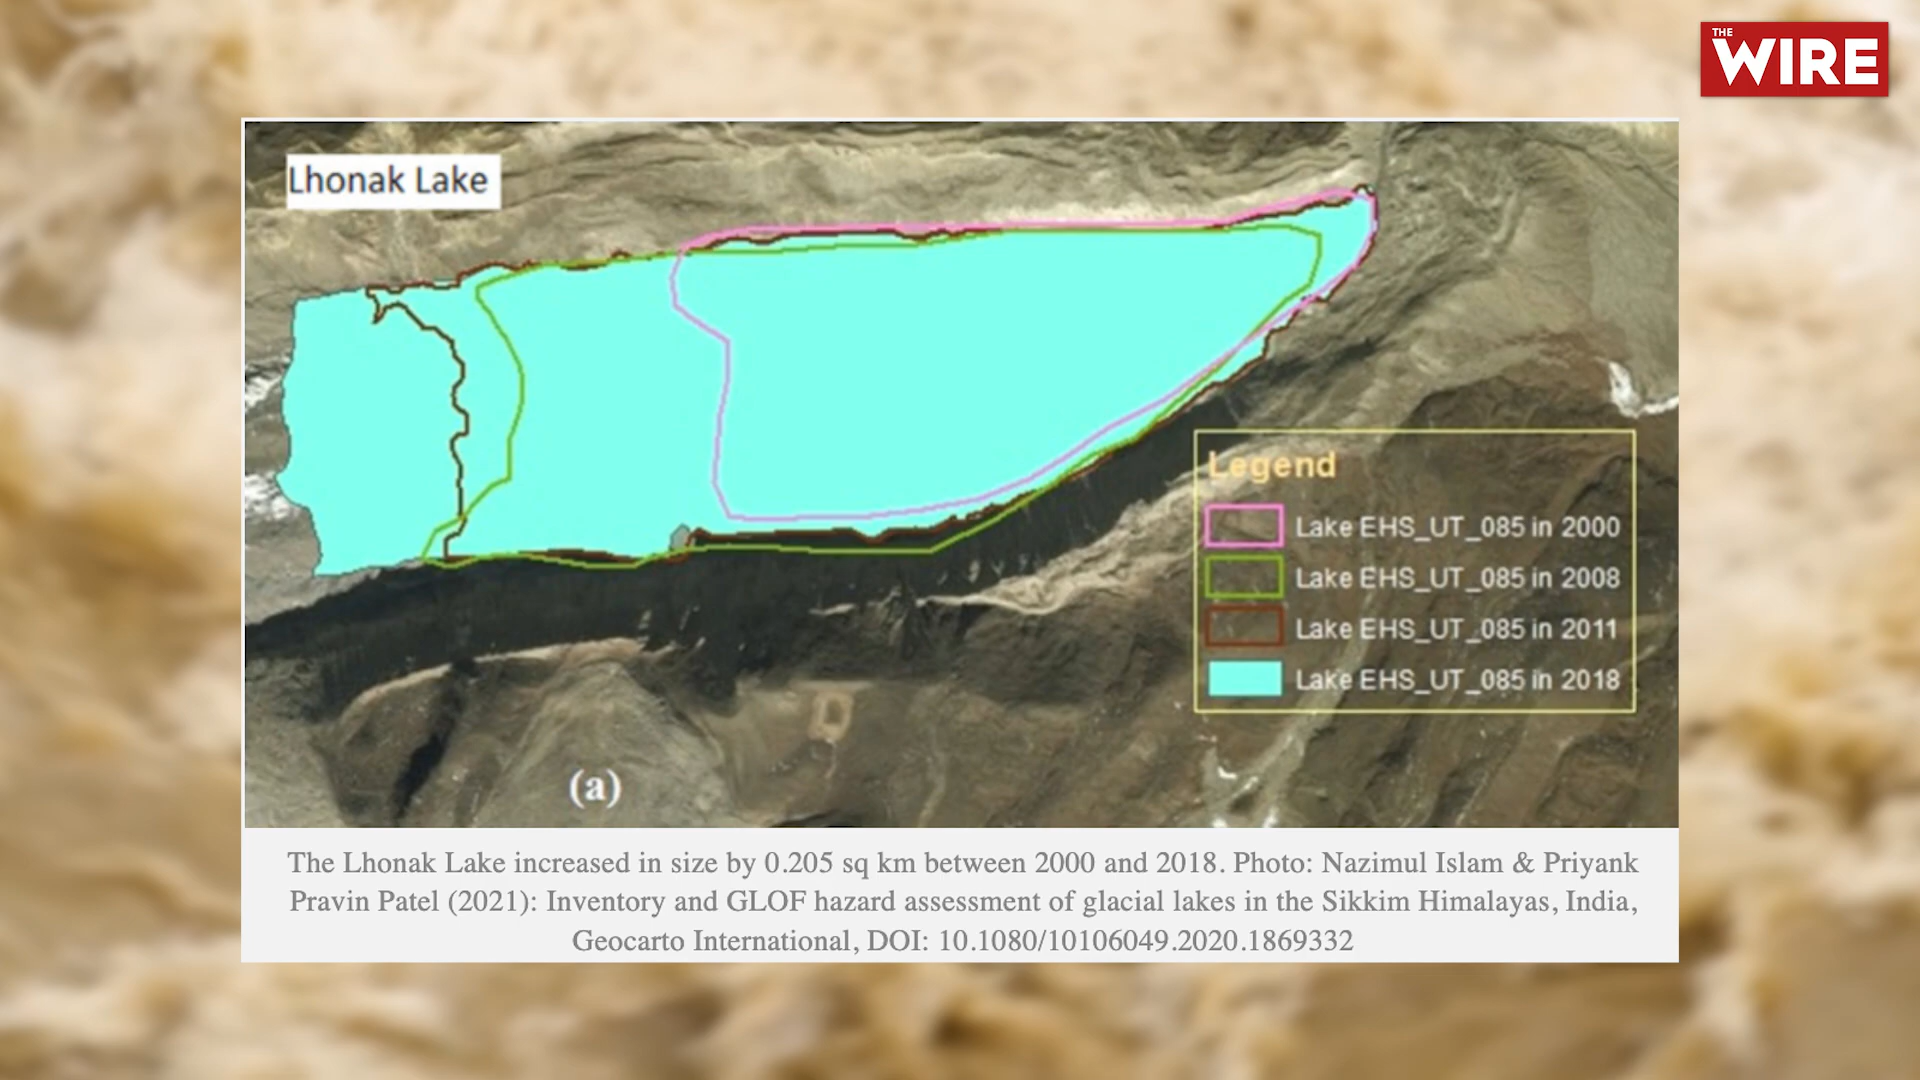 THE
WIRE
Lhonak Lake
Legend
Lake EHS_UT_085 in 2000
Lake EHS_UT_085 in 2008
Lake EHS_UT_085 in 2011
Lake EHS_UT_085 in 2018
(a)
The Lhonak Lake increased in size by 0.205 sq km between 2000 and 2018. Photo: Nazimul Islam & Priyank
Pravin Patel (2021): Inventory and GLOF hazard assessment of glacial lakes in the Sikkim Himalayas, India,
Geocarto International, DOI: 10.1080/10106049.2020.1869332